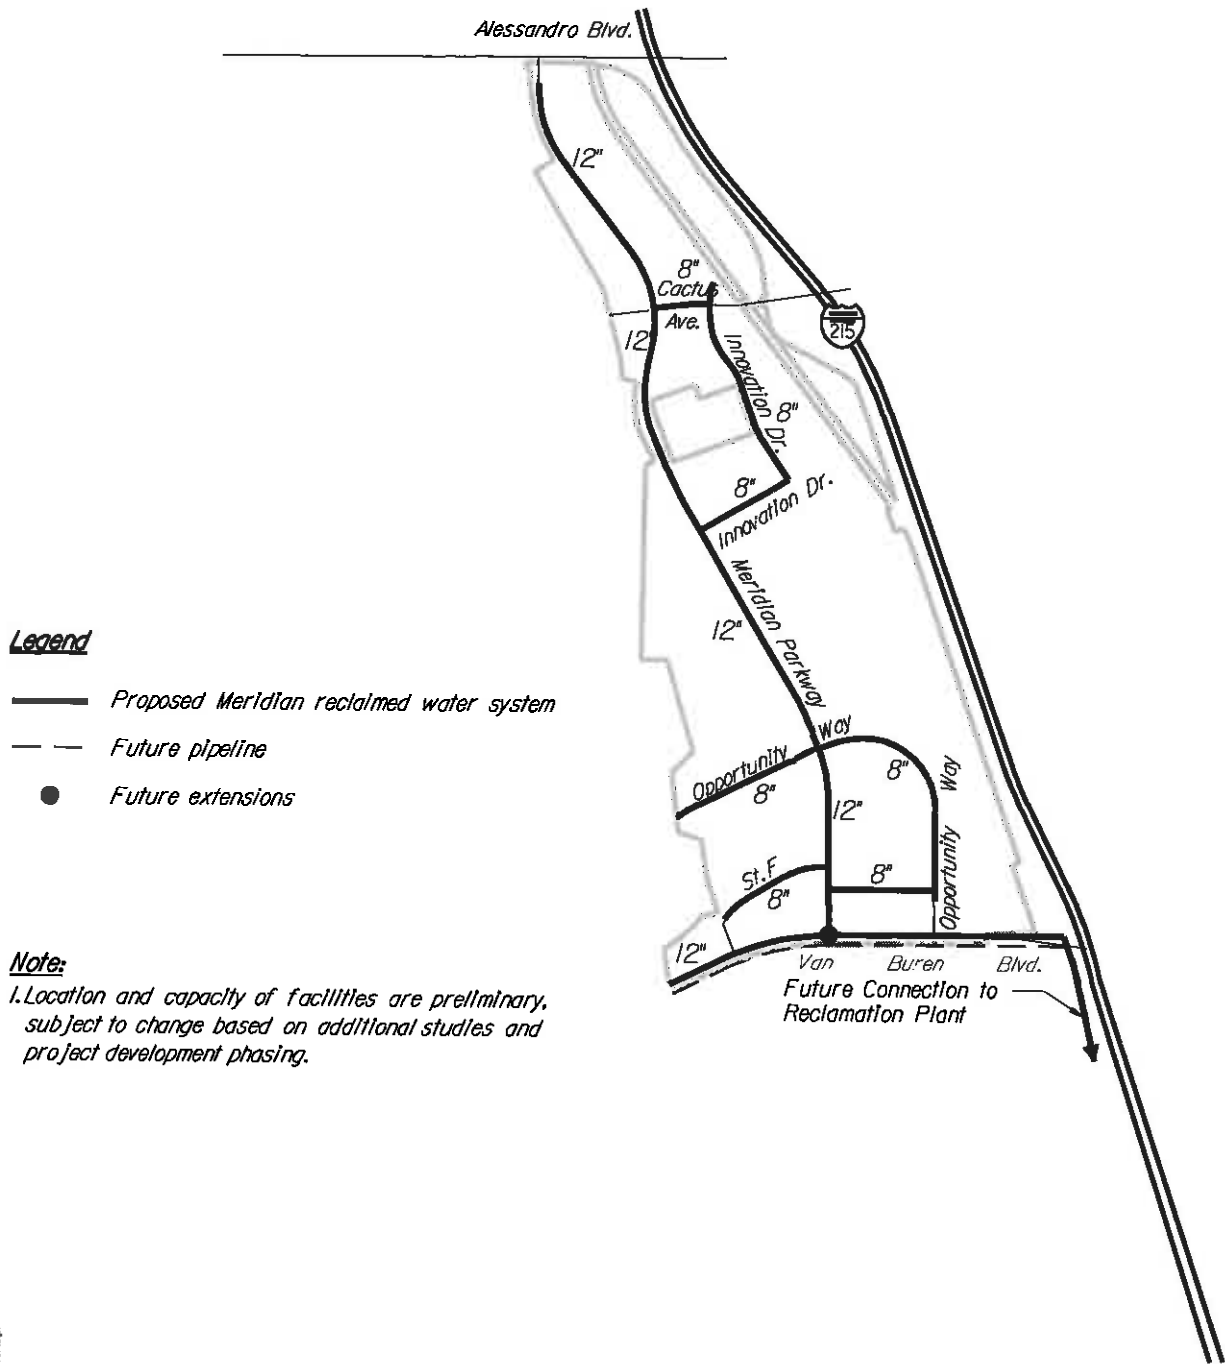 Alessandro Blvd.
12"
8"
Cactus
Ave.
215
12"
Innovation Dr.
8"
8"
Innovation Dr.
Meridian Parkway
12"
Legend
Proposed Meridian reclaimed water system
Future pipeline
Future extensions
Opportunity Way
8"
8"
12"
Opportunity Way
St. F
8"
8"
12"
Van Buren Blvd.
Future Connection to
Reclamation Plant
Note:
1. Location and capacity of facilities are preliminary,
subject to change based on additional studies and
project development phasing.